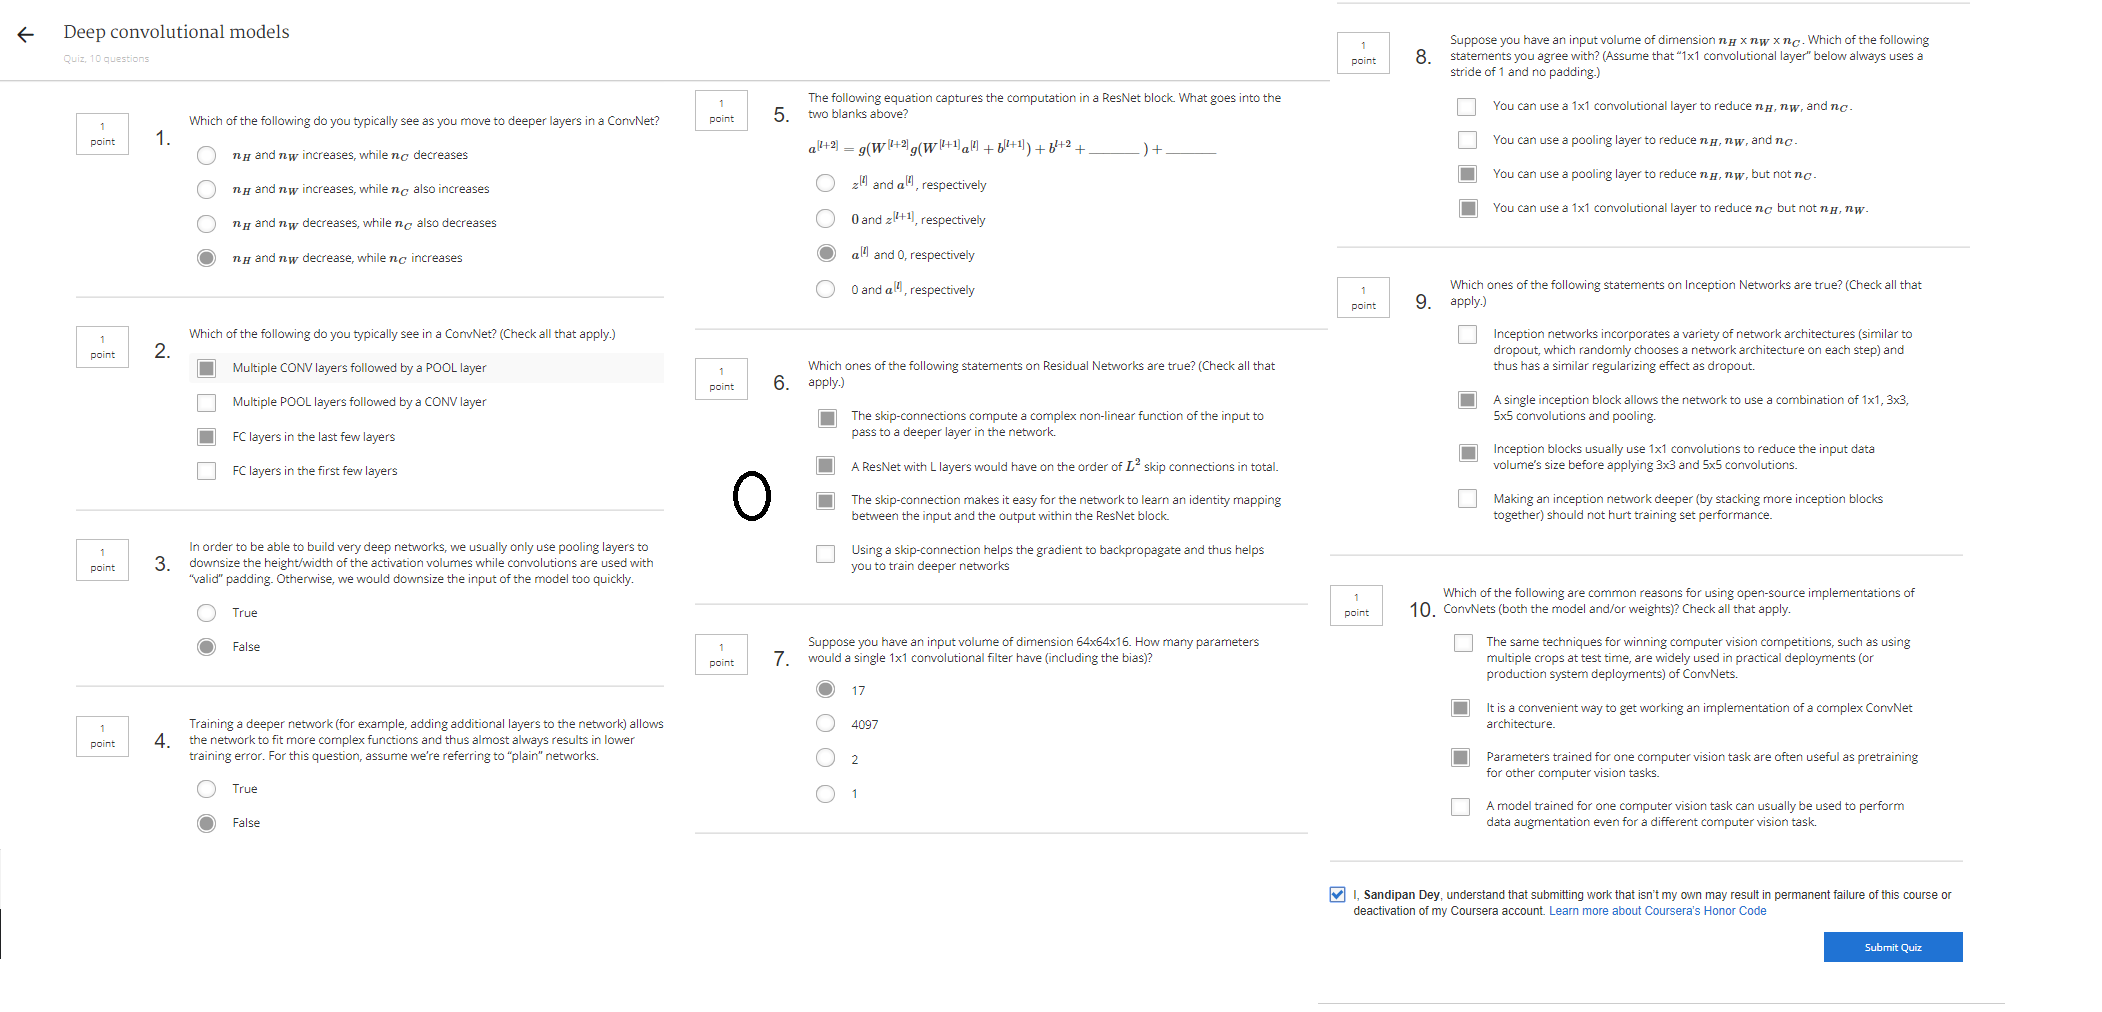 Deep convolutional models
Quiz, 10 questions
1
point
1.
Which of the following do you typically see as you move to deeper layers in a ConvNet?
n_H and n_W increases, while n_C decreases
n_H and n_W increases, while n_C also increases
n_H and n_W decreases, while n_C also decreases
n_H and n_W decrease, while n_C increases
1
point
2.
Which of the following do you typically see in a ConvNet? (Check all that apply.)
Multiple CONV layers followed by a POOL layer
Multiple POOL layers followed by a CONV layer
FC layers in the last few layers
FC layers in the first few layers
1
point
3.
In order to be able to build very deep networks, we usually only use pooling layers to
downsize the height/width of the activation volumes while convolutions are used with
“valid” padding. Otherwise, we would downsize the input of the model too quickly.
True
False
1
point
4.
Training a deeper network (for example, adding additional layers to the network) allows
the network to fit more complex functions and thus almost always results in lower
training error. For this question, assume we’re referring to “plain” networks.
True
False
1
point
5.
The following equation captures the computation in a ResNet block. What goes into the
two blanks above?
a^[l+2] = g(W^[l+2] g(W^[l+1] a^[l] + b^[l+1]) + b^l+2 + _______ ) + _______
z^[l] and a^[l], respectively
0 and z^[l+1], respectively
a^[l] and 0, respectively
0 and a^[l], respectively
1
point
6.
Which ones of the following statements on Residual Networks are true? (Check all that
apply.)
The skip-connections compute a complex non-linear function of the input to
pass to a deeper layer in the network.
A ResNet with L layers would have on the order of L² skip connections in total.
The skip-connection makes it easy for the network to learn an identity mapping
between the input and the output within the ResNet block.
Using a skip-connection helps the gradient to backpropagate and thus helps
you to train deeper networks
1
point
7.
Suppose you have an input volume of dimension 64x64x16. How many parameters
would a single 1x1 convolutional filter have (including the bias)?
17
4097
2
1
1
point
8.
Suppose you have an input volume of dimension n_H x n_W x n_C. Which of the following
statements you agree with? (Assume that “1x1 convolutional layer” below always uses a
stride of 1 and no padding.)
You can use a 1x1 convolutional layer to reduce n_H, n_W, and n_C.
You can use a pooling layer to reduce n_H, n_W, and n_C.
You can use a pooling layer to reduce n_H, n_W, but not n_C.
You can use a 1x1 convolutional layer to reduce n_C but not n_H, n_W.
1
point
9.
Which ones of the following statements on Inception Networks are true? (Check all that
apply.)
Inception networks incorporates a variety of network architectures (similar to
dropout, which randomly chooses a network architecture on each step) and
thus has a similar regularizing effect as dropout.
A single inception block allows the network to use a combination of 1x1, 3x3,
5x5 convolutions and pooling.
Inception blocks usually use 1x1 convolutions to reduce the input data
volume’s size before applying 3x3 and 5x5 convolutions.
Making an inception network deeper (by stacking more inception blocks
together) should not hurt training set performance.
1
point
10.
Which of the following are common reasons for using open-source implementations of
ConvNets (both the model and/or weights)? Check all that apply.
The same techniques for winning computer vision competitions, such as using
multiple crops at test time, are widely used in practical deployments (or
production system deployments) of ConvNets.
It is a convenient way to get working an implementation of a complex ConvNet
architecture.
Parameters trained for one computer vision task are often useful as pretraining
for other computer vision tasks.
A model trained for one computer vision task can usually be used to perform
data augmentation even for a different computer vision task.
I, Sandipan Dey, understand that submitting work that isn’t my own may result in permanent failure of this course or
deactivation of my Coursera account. Learn more about Coursera’s Honor Code
Submit Quiz